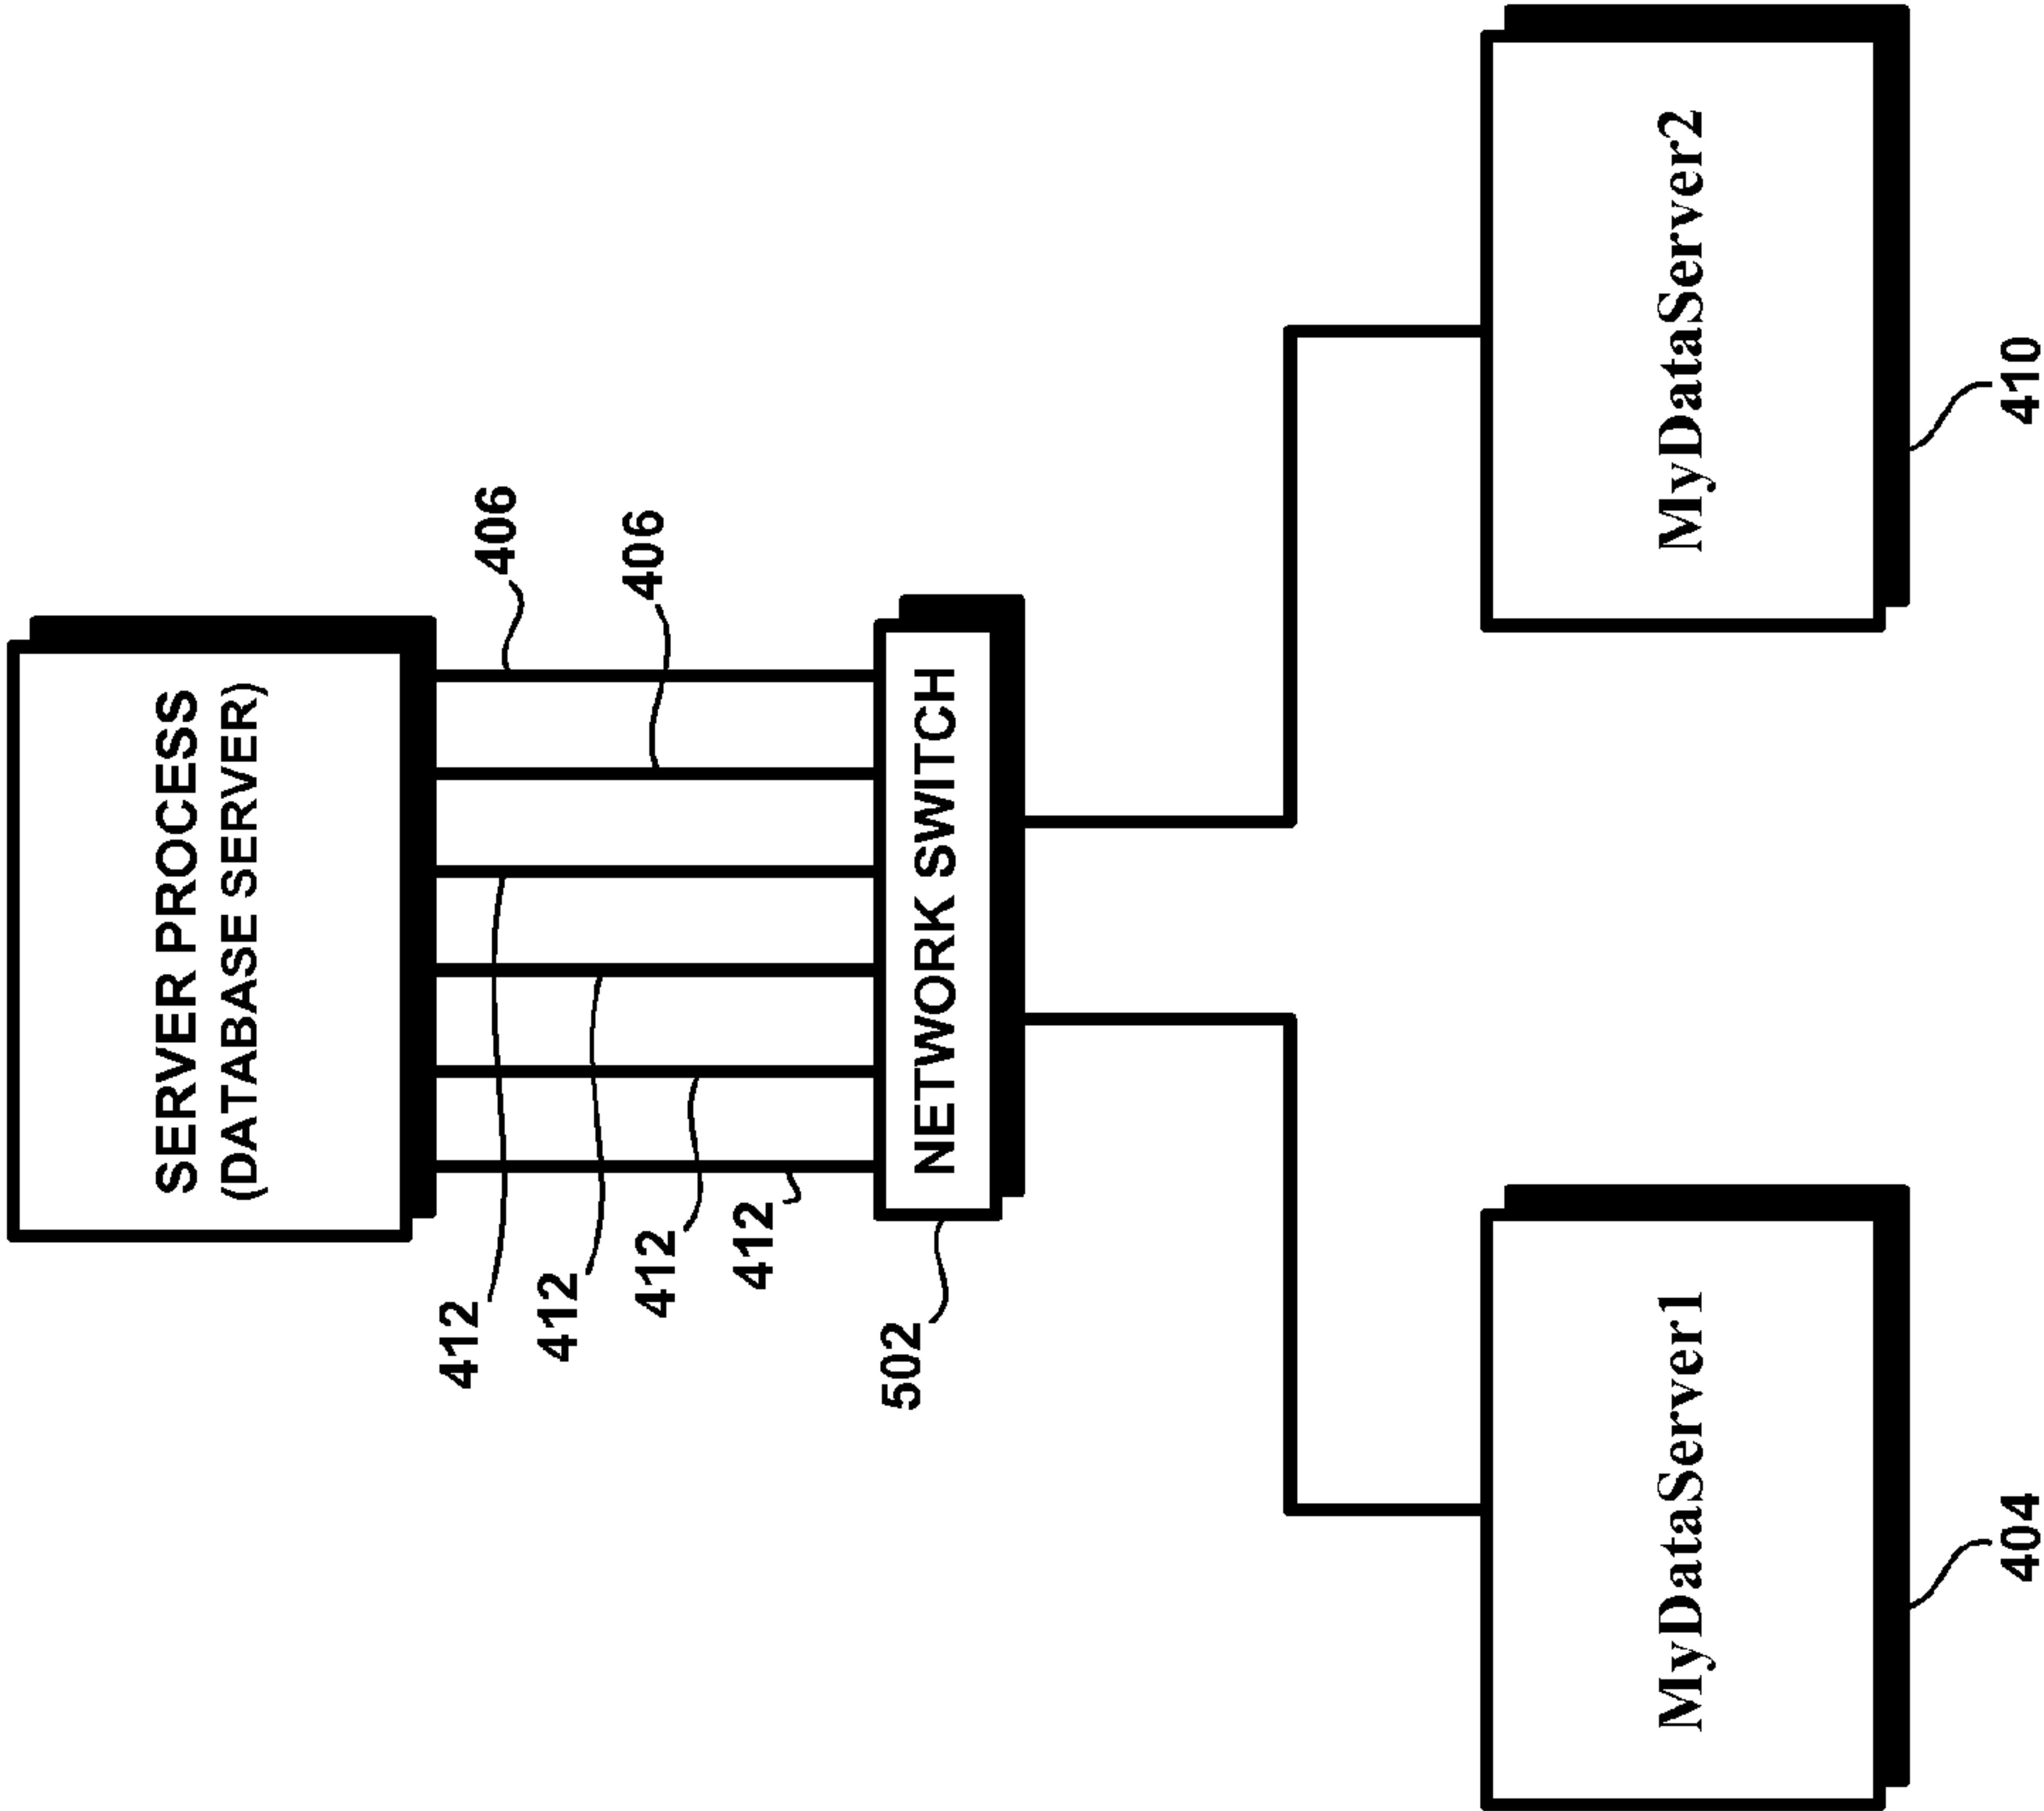 SERVER PROCESS
(DATABASE SERVER)
406
406
412
412
412
412
NETWORK SWITCH
502
MyDataServer1
MyDataServer2
404
410